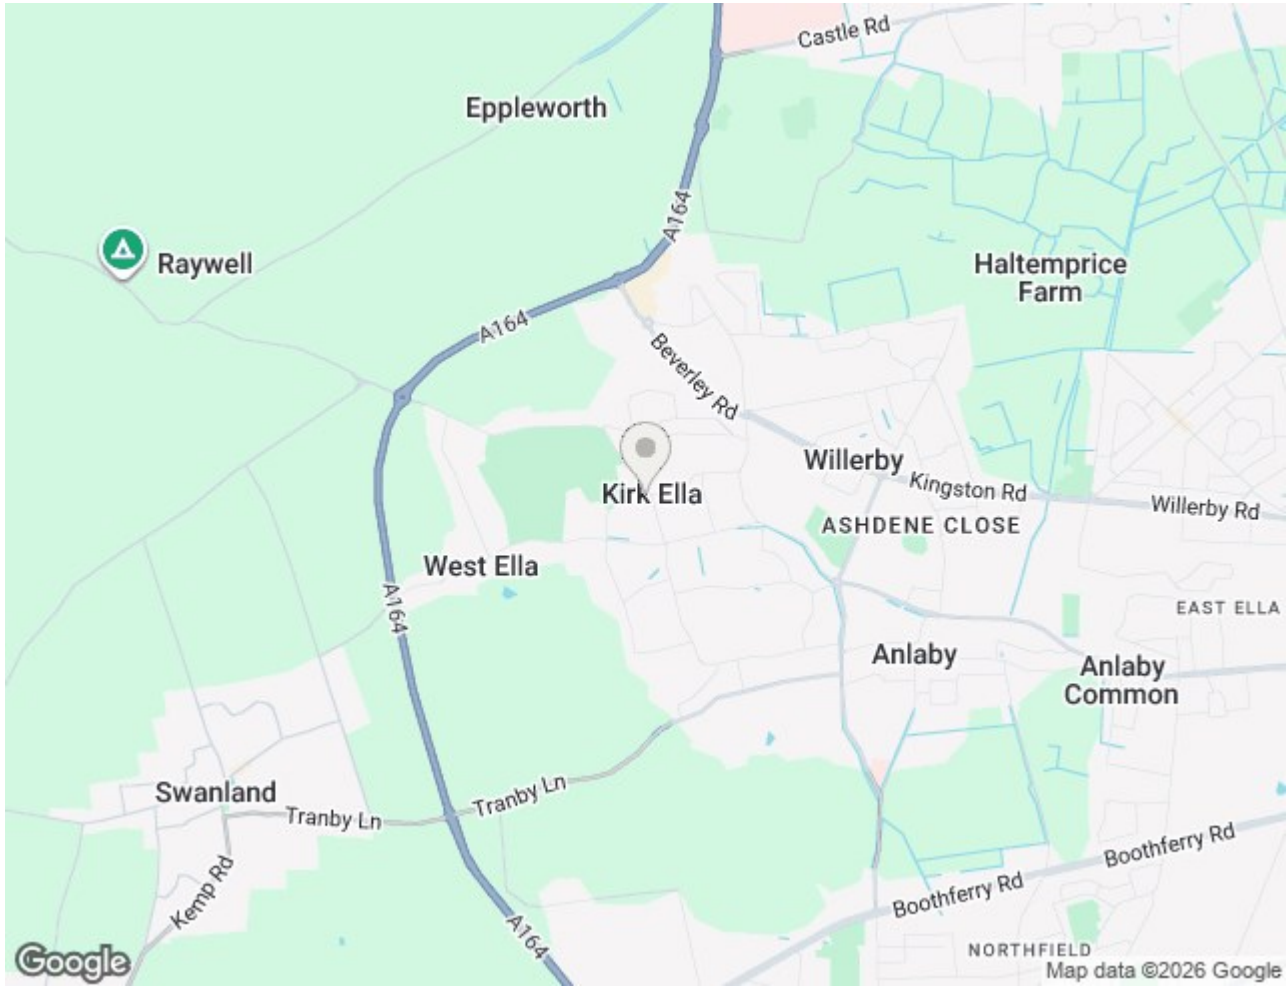 Castle Rd
Eppleworth
A164
Raywell
Haltemprice
Farm
A164
Beverley Rd
Willerby
Kingston Rd
Willerby Rd
Kirk Ella
ASHDENE CLOSE
West Ella
A164
EAST ELLA
Anlaby
Anlaby
Common
Swanland
Tranby Ln
Tranby Ln
Kemp Rd
Boothferry Rd
Boothferry Rd
A164
NORTHFIELD
Google
Map data ©2026 Google